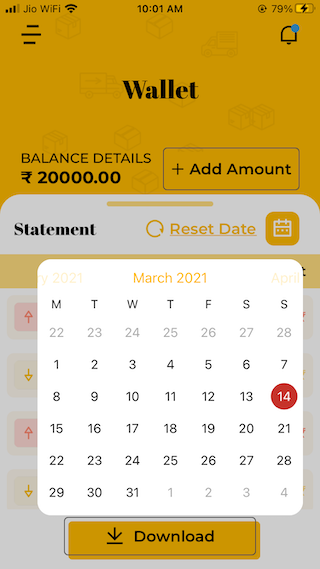 Jio WiFi 10:01 AM 79%
Wallet
BALANCE DETAILS
₹ 20000.00
+ Add Amount
Statement
Reset Date
y 2021 March 2021 April
M T W T F S S
22 23 24 25 26 27 28
1 2 3 4 5 6 7
8 9 10 11 12 13 14
15 16 17 18 19 20 21
22 23 24 25 26 27 28
29 30 31 1 2 3 4
Download